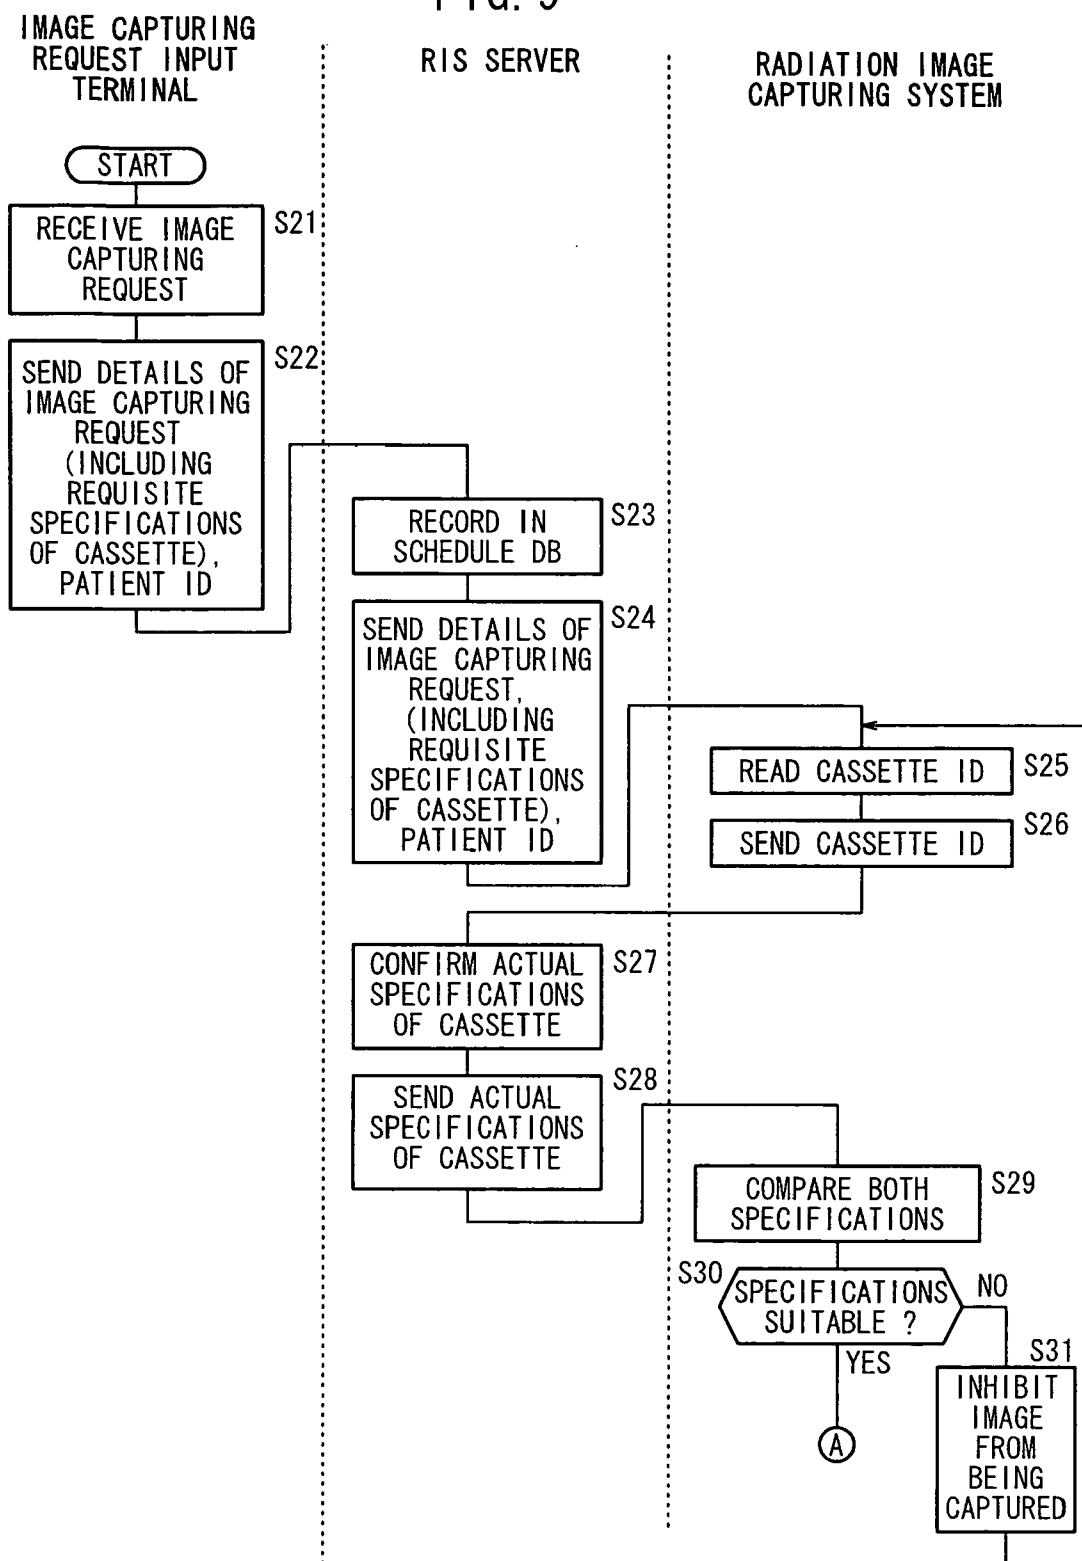 FIG. 9
IMAGE CAPTURING
REQUEST INPUT
TERMINAL
RIS SERVER
RADIATION IMAGE
CAPTURING SYSTEM
START
S21
RECEIVE IMAGE
CAPTURING
REQUEST
S22
SEND DETAILS OF
IMAGE CAPTURING
REQUEST
(INCLUDING
REQUISITE
SPECIFICATIONS
OF CASSETTE),
PATIENT ID
S23
RECORD IN
SCHEDULE DB
S24
SEND DETAILS OF
IMAGE CAPTURING
REQUEST,
(INCLUDING
REQUISITE
SPECIFICATIONS
OF CASSETTE),
PATIENT ID
READ CASSETTE ID S25
SEND CASSETTE ID S26
S27
CONFIRM ACTUAL
SPECIFICATIONS
OF CASSETTE
S28
SEND ACTUAL
SPECIFICATIONS
OF CASSETTE
S29
COMPARE BOTH
SPECIFICATIONS
S30
SPECIFICATIONS
SUITABLE ?
NO
YES
A
S31
INHIBIT
IMAGE
FROM
BEING
CAPTURED